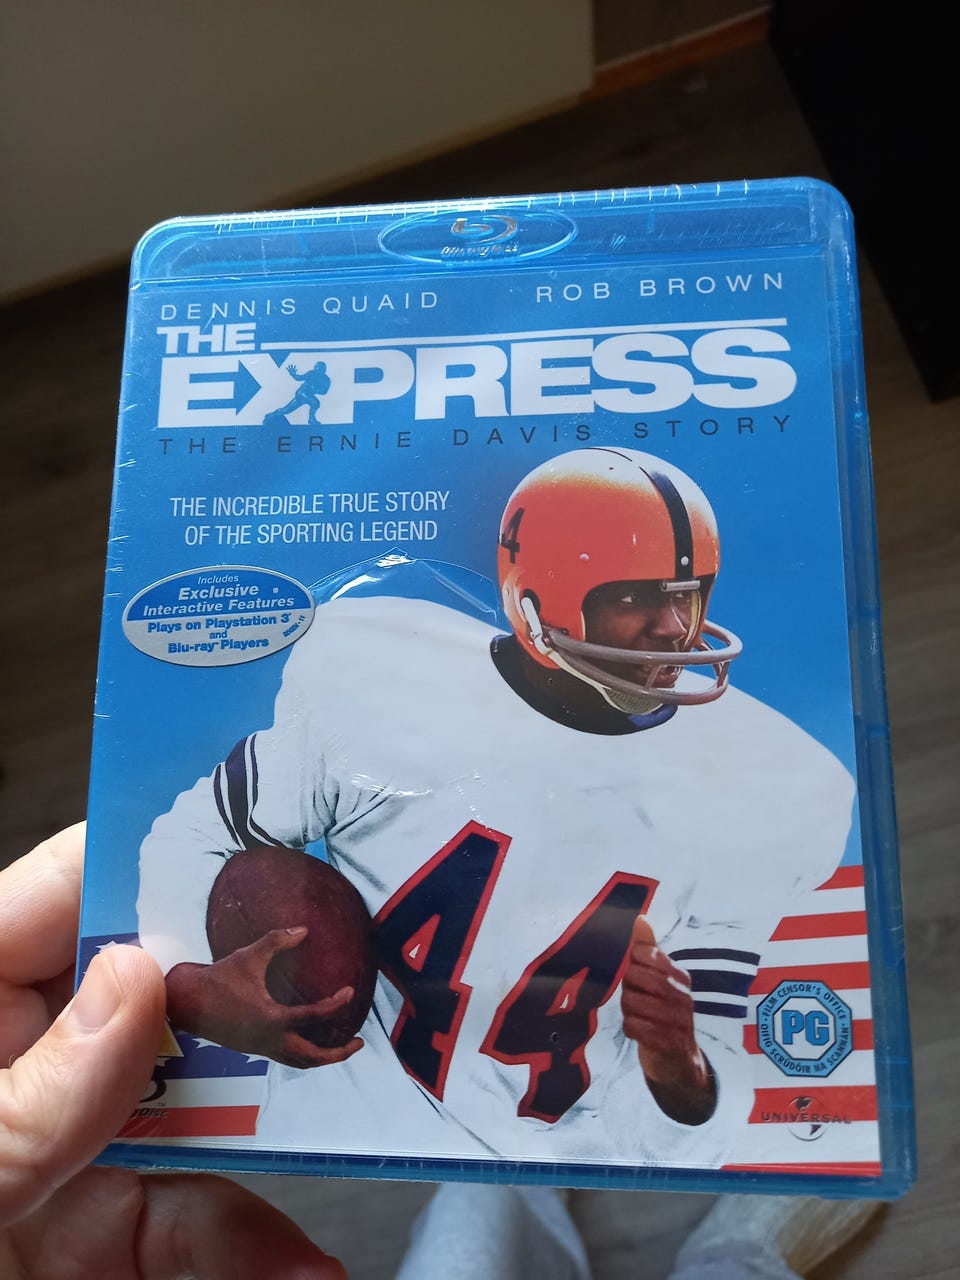 DENNIS QUAID ROB BROWN
THE
EXPRESS
THE ERNIE DAVIS STORY
THE INCREDIBLE TRUE STORY
OF THE SPORTING LEGEND
Includes
Exclusive
Interactive Features
Plays on Playstation 3
and
Blu-ray Players
4
44
FILM CENSOR'S OFFICE
PG
OIFIG SCRÚDÓIR NA SCANNÁN
UNIVERSAL